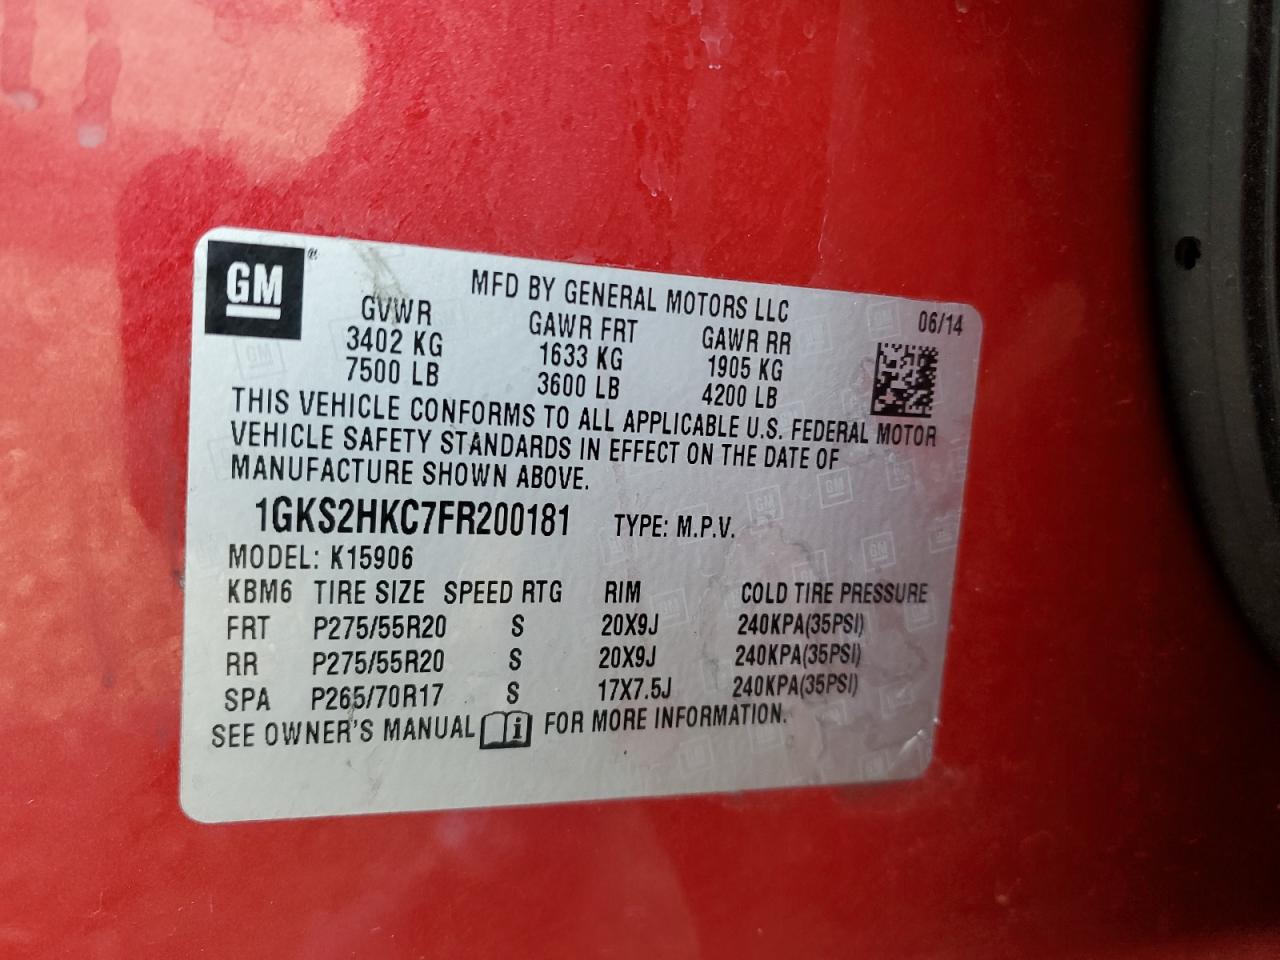 GM ®
MFD BY GENERAL MOTORS LLC
06/14
GVWR GAWR FRT GAWR RR
3402 KG 1633 KG 1905 KG
7500 LB 3600 LB 4200 LB
THIS VEHICLE CONFORMS TO ALL APPLICABLE U.S. FEDERAL MOTOR
VEHICLE SAFETY STANDARDS IN EFFECT ON THE DATE OF
MANUFACTURE SHOWN ABOVE.
1GKS2HKC7FR200181 TYPE: M.P.V.
MODEL: K15906
KBM6 TIRE SIZE SPEED RTG RIM COLD TIRE PRESSURE
FRT P275/55R20 S 20X9J 240KPA(35PSI)
RR P275/55R20 S 20X9J 240KPA(35PSI)
SPA P265/70R17 S 17X7.5J 240KPA(35PSI)
SEE OWNER'S MANUAL i FOR MORE INFORMATION.